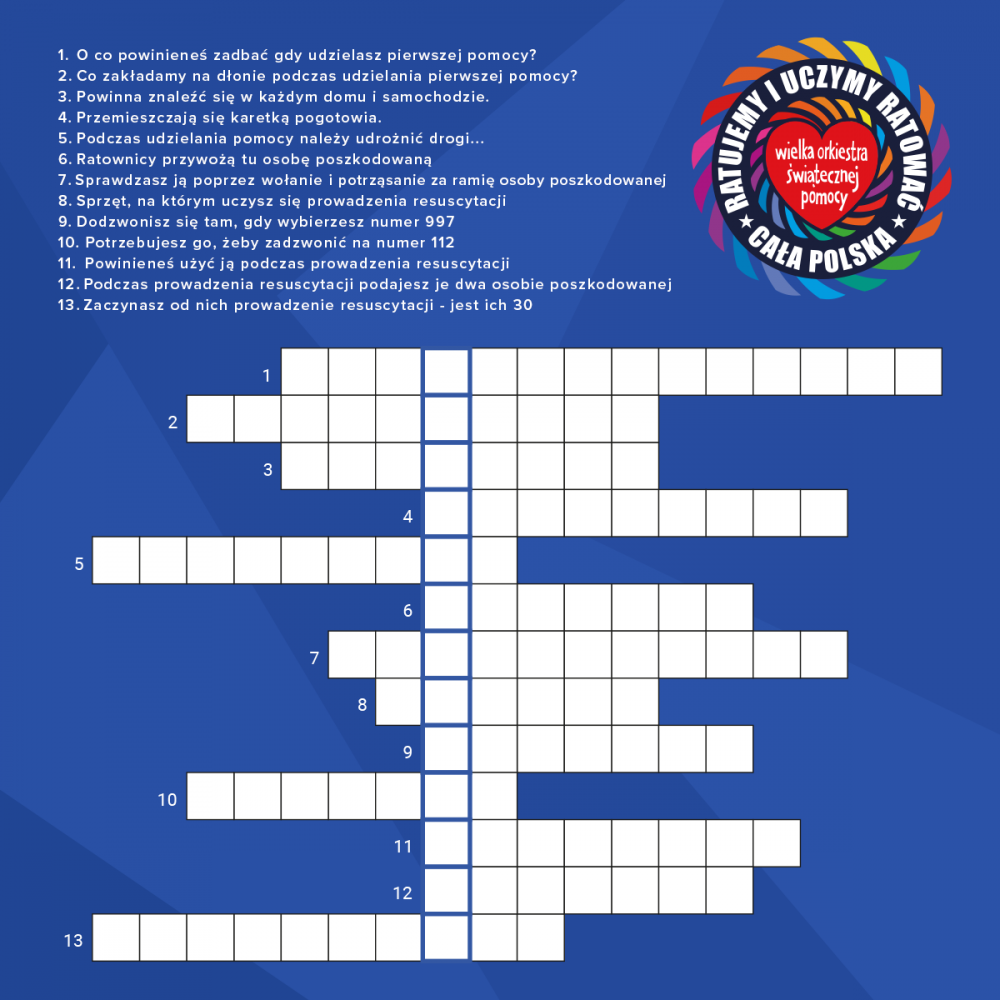 1. O co powinieneś zadbać gdy udzielasz pierwszej pomocy?
2. Co zakładamy na dłonie podczas udzielania pierwszej pomocy?
3. Powinna znaleźć się w każdym domu i samochodzie.
4. Przemieszczają się karetką pogotowia.
5. Podczas udzielania pomocy należy udrożnić drogi...
6. Ratownicy przywożą tu osobę poszkodowaną
7. Sprawdzasz ją poprzez wołanie i potrząsanie za ramię osoby poszkodowanej
8. Sprzęt, na którym uczysz się prowadzenia resuscytacji
9. Dodzwonisz się tam, gdy wybierzesz numer 997
10. Potrzebujesz go, żeby zadzwonić na numer 112
11. Powinieneś użyć ją podczas prowadzenia resuscytacji
12. Podczas prowadzenia resuscytacji podajesz je dwa osobie poszkodowanej
13. Zaczynasz od nich prowadzenie resuscytacji - jest ich 30
RATUJEMY I UCZYMY RATOWAĆ
wielka orkiestra
świątecznej
pomocy
★ CAŁA POLSKA ★
1
2
3
4
5
6
7
8
9
10
11
12
13